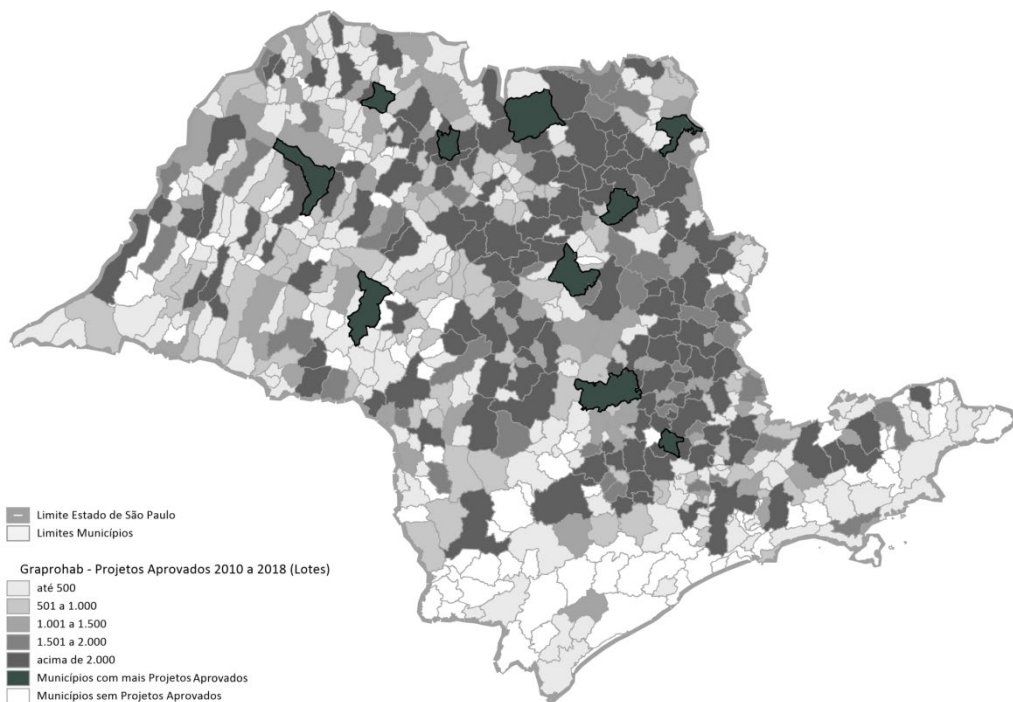 Limite Estado de São Paulo
Limites Municípios
Graprohab - Projetos Aprovados 2010 a 2018 (Lotes)
até 500
501 a 1.000
1.001 a 1.500
1.501 a 2.000
acima de 2.000
Municípios com mais Projetos Aprovados
Municípios sem Projetos Aprovados